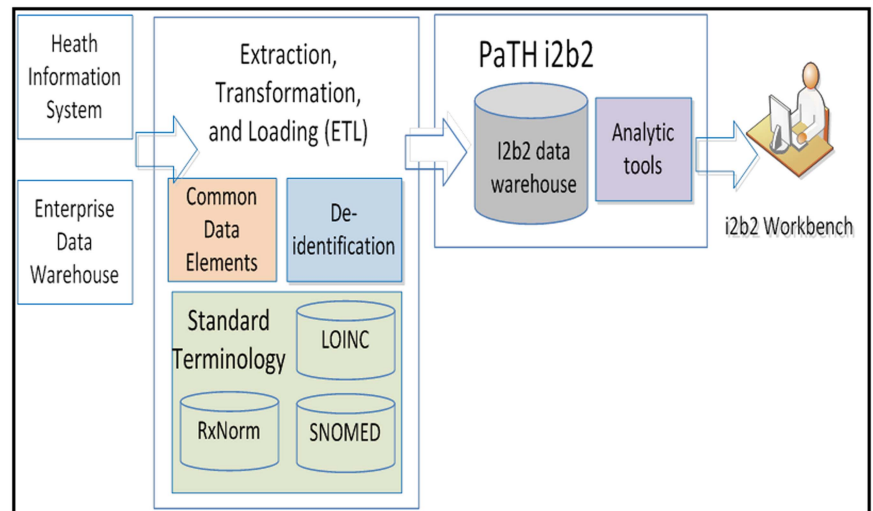 Heath
Information
System
Enterprise
Data
Warehouse
Extraction,
Transformation,
and Loading (ETL)
Common
Data
Elements
De-
identification
Standard
Terminology
LOINC
RxNorm
SNOMED
PaTH i2b2
I2b2 data
warehouse
Analytic
tools
i2b2 Workbench